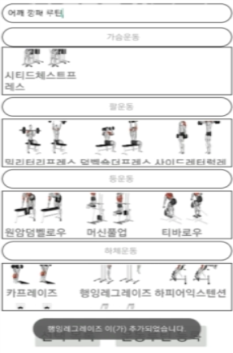 어깨 등하체 루틴
가슴운동
시티드체스트프
레스
팔운동
밀리터리프레스 덤벨숄더프레스 사이드레터럴레
등운동
원암덤벨로우 머신풀업 티바로우
하체운동
카프레이즈 행잉레그레이즈 하피어익스텐션
행잉레그레이즈 이(가) 추가되었습니다.